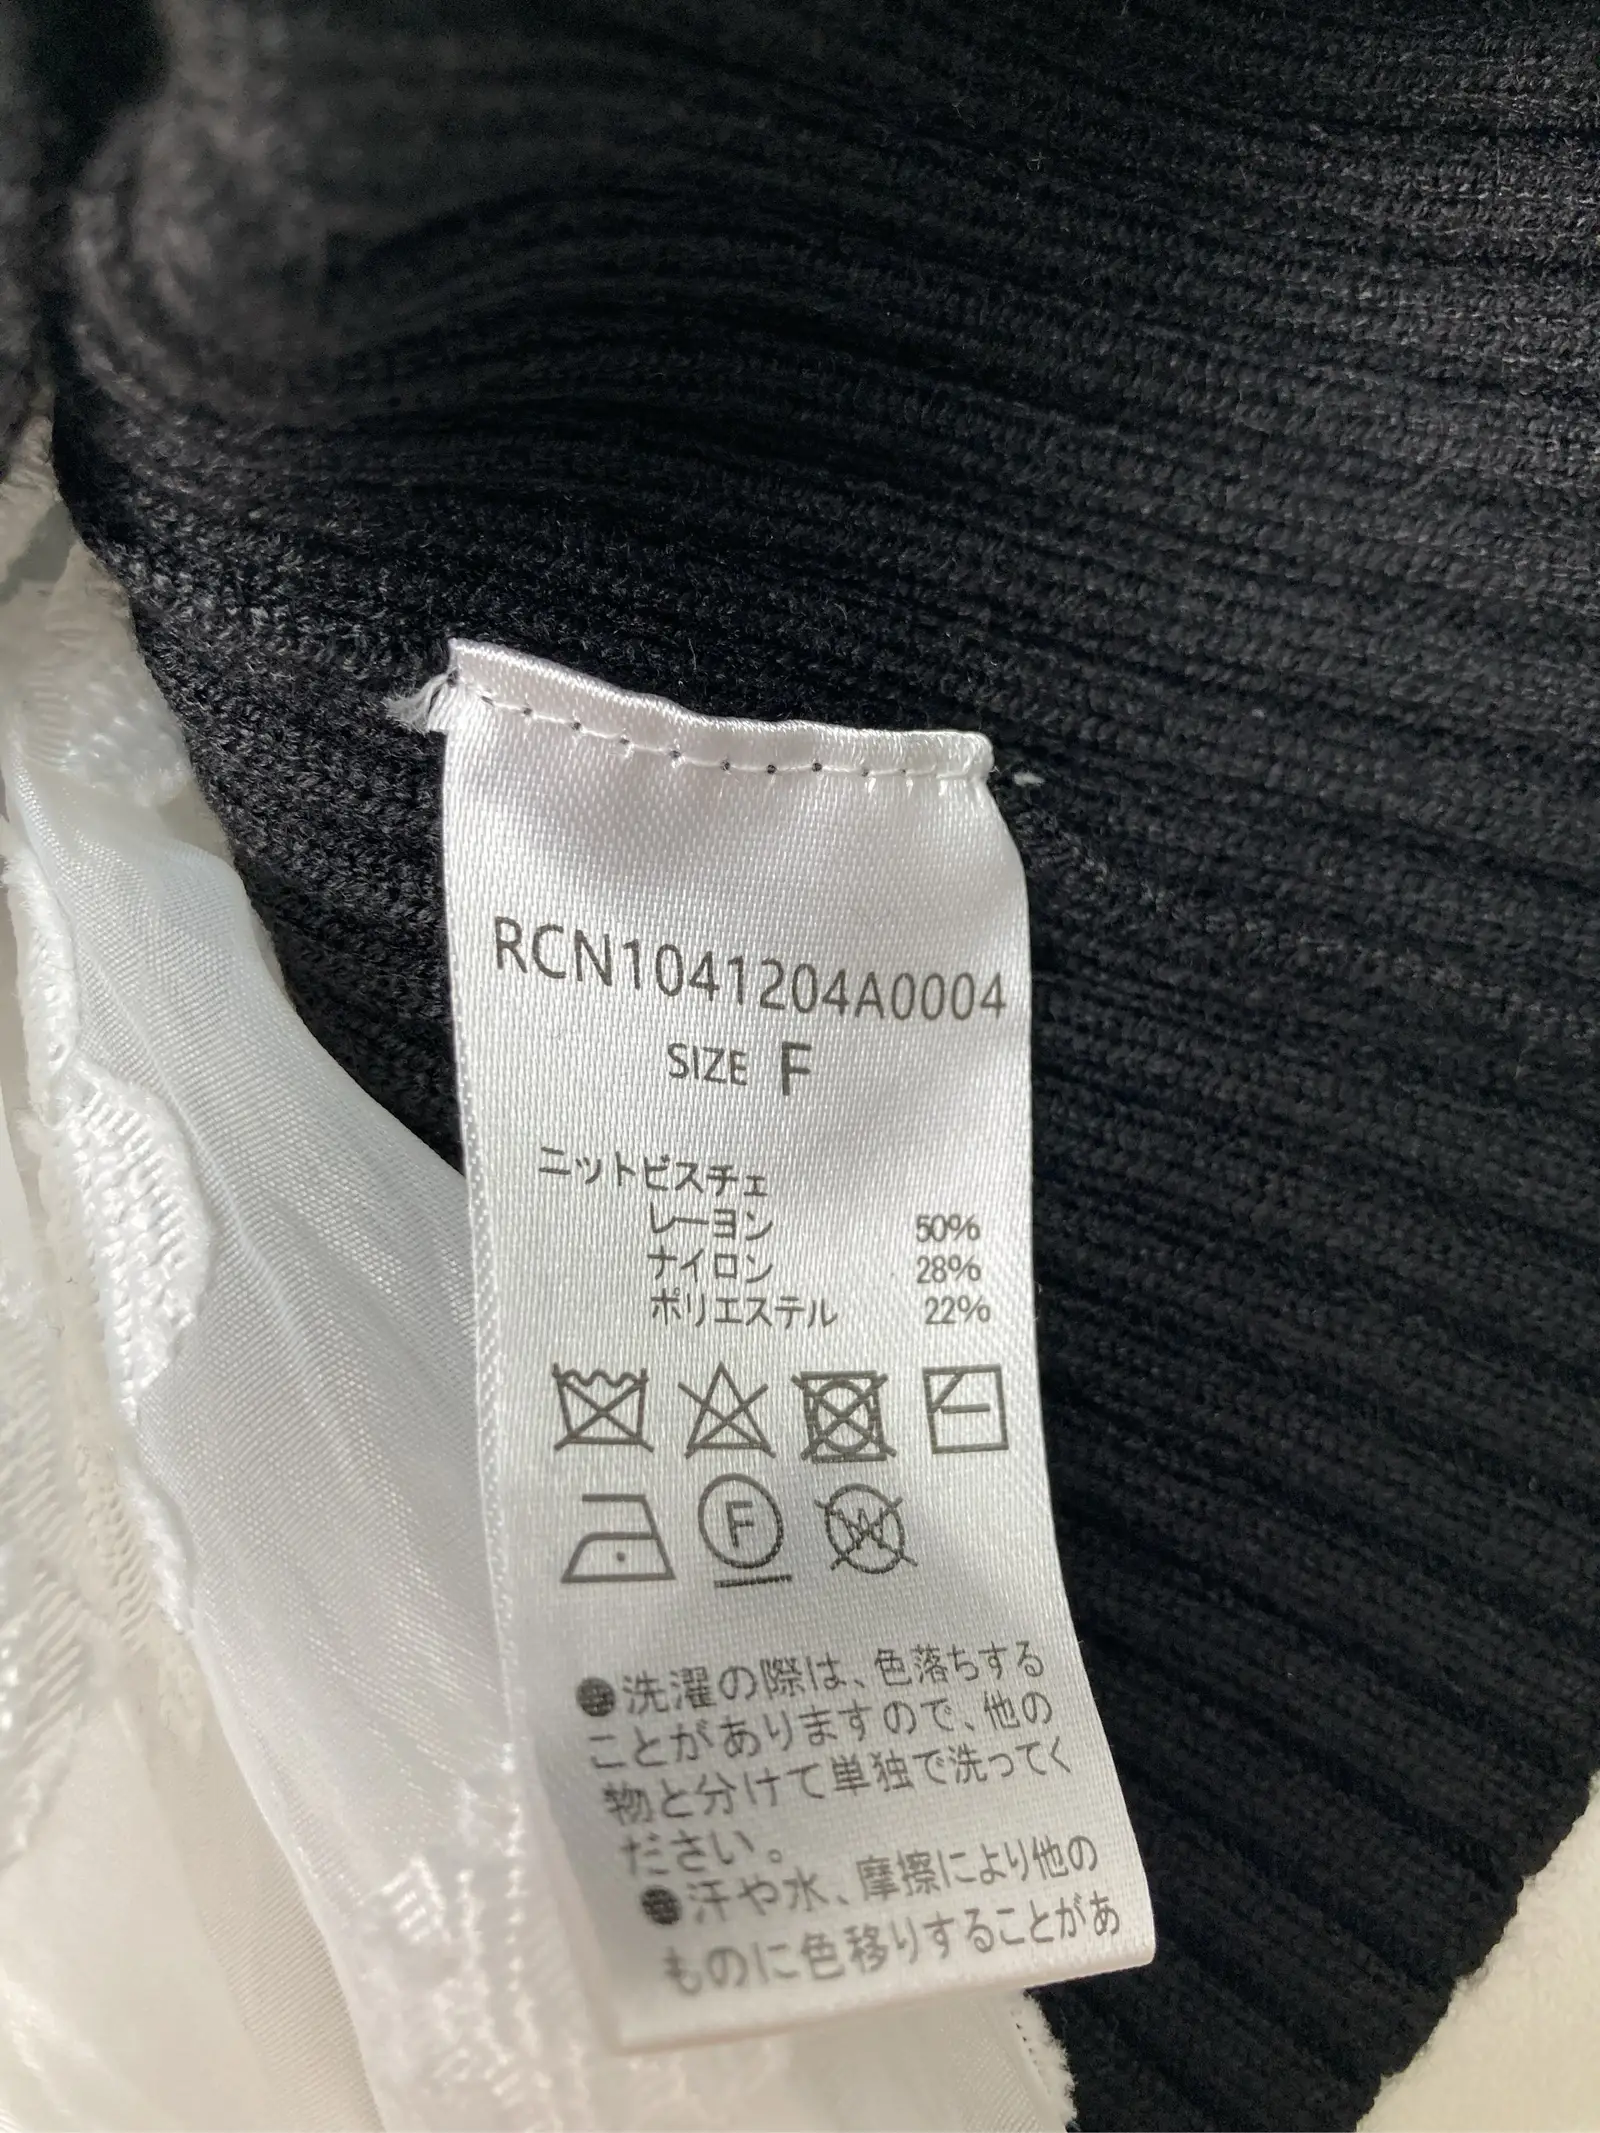 RCN1041204A0004
SIZE F
ニットビスチェ
レーヨン 50%
ナイロン 28%
ポリエステル 22%
F
W
●洗濯の際は、色落ちする
ことがありますので、他の
物と分けて単独で洗ってく
ださい。
●汗や水、摩擦により他の
ものに色移りすることがあ